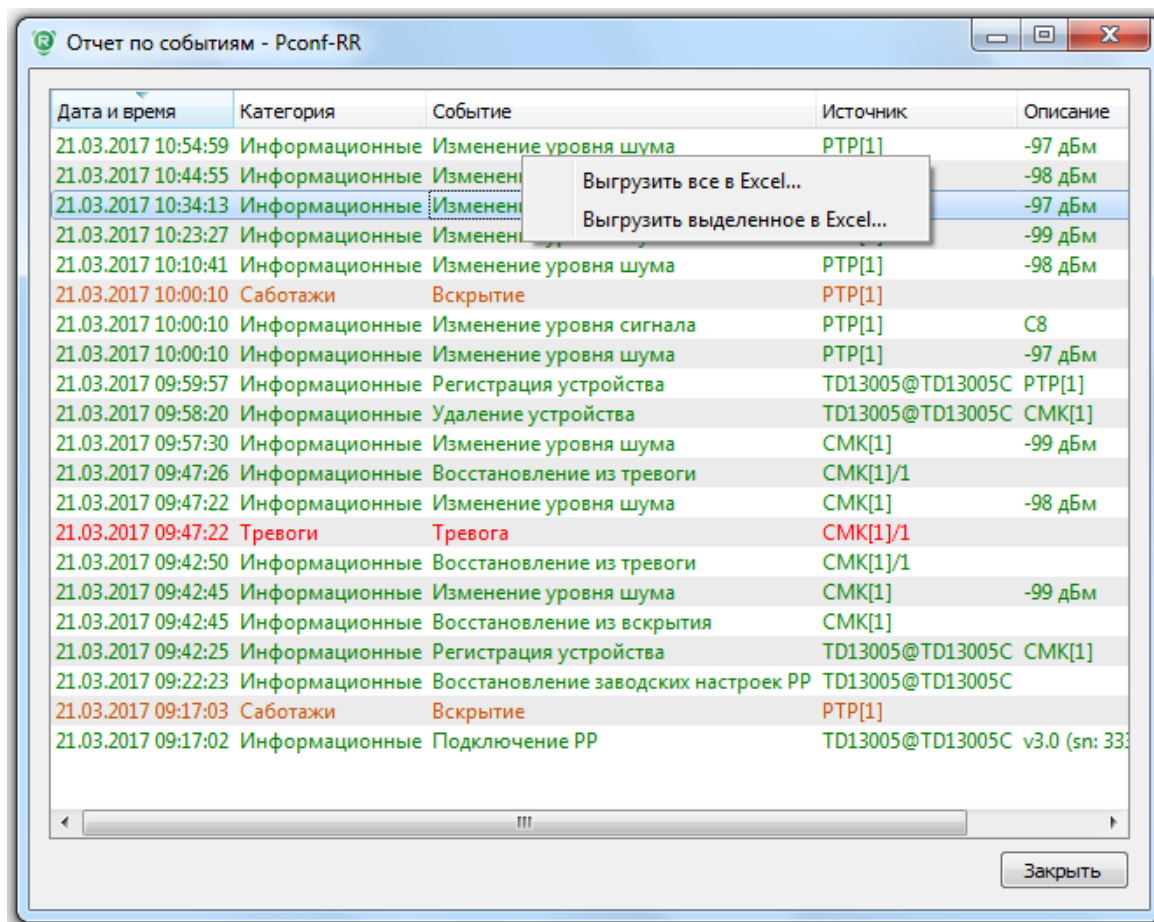 Отчет по событиям - Pconf-RR
Дата и время Категория Событие Источник Описание
21.03.2017 10:54:59 Информационные Изменение уровня шума РТР[1] -97 дБм
21.03.2017 10:44:55 Информационные -98 дБм
Выгрузить все в Excel...
21.03.2017 10:34:13 Информационные -97 дБм
Выгрузить выделенное в Excel...
21.03.2017 10:23:27 Информационные -99 дБм
21.03.2017 10:10:41 Информационные Изменение уровня шума РТР[1] -98 дБм
21.03.2017 10:00:10 Саботажи Вскрытие РТР[1]
21.03.2017 10:00:10 Информационные Изменение уровня сигнала РТР[1] С8
21.03.2017 10:00:10 Информационные Изменение уровня шума РТР[1] -97 дБм
21.03.2017 09:59:57 Информационные Регистрация устройства TD13005@TD13005C РТР[1]
21.03.2017 09:58:20 Информационные Удаление устройства TD13005@TD13005C СМК[1]
21.03.2017 09:57:30 Информационные Изменение уровня шума СМК[1] -99 дБм
21.03.2017 09:47:26 Информационные Восстановление из тревоги СМК[1]/1
21.03.2017 09:47:22 Информационные Изменение уровня шума СМК[1] -98 дБм
21.03.2017 09:47:22 Тревоги Тревога СМК[1]/1
21.03.2017 09:42:50 Информационные Восстановление из тревоги СМК[1]/1
21.03.2017 09:42:45 Информационные Изменение уровня шума СМК[1] -99 дБм
21.03.2017 09:42:45 Информационные Восстановление из вскрытия СМК[1]
21.03.2017 09:42:25 Информационные Регистрация устройства TD13005@TD13005C СМК[1]
21.03.2017 09:22:23 Информационные Восстановление заводских настроек РР TD13005@TD13005C
21.03.2017 09:17:03 Саботажи Вскрытие РТР[1]
21.03.2017 09:17:02 Информационные Подключение РР TD13005@TD13005C v3.0 (sn:
Закрыть